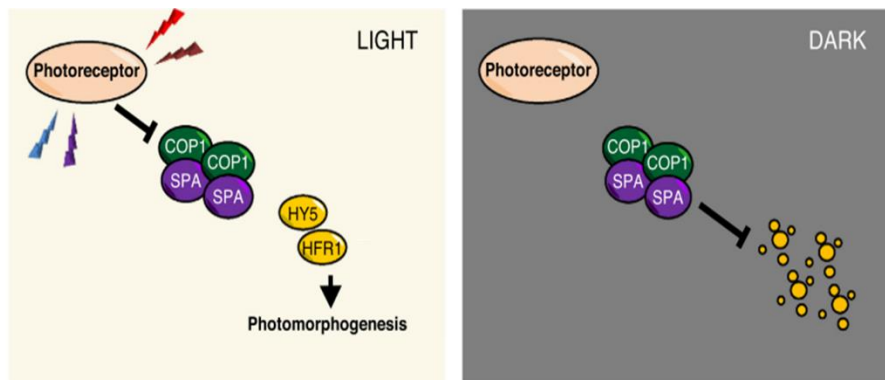 LIGHT
Photoreceptor
COP1
COP1
SPA
SPA
HY5
HFR1
Photomorphogenesis
DARK
Photoreceptor
COP1
COP1
SPA
SPA